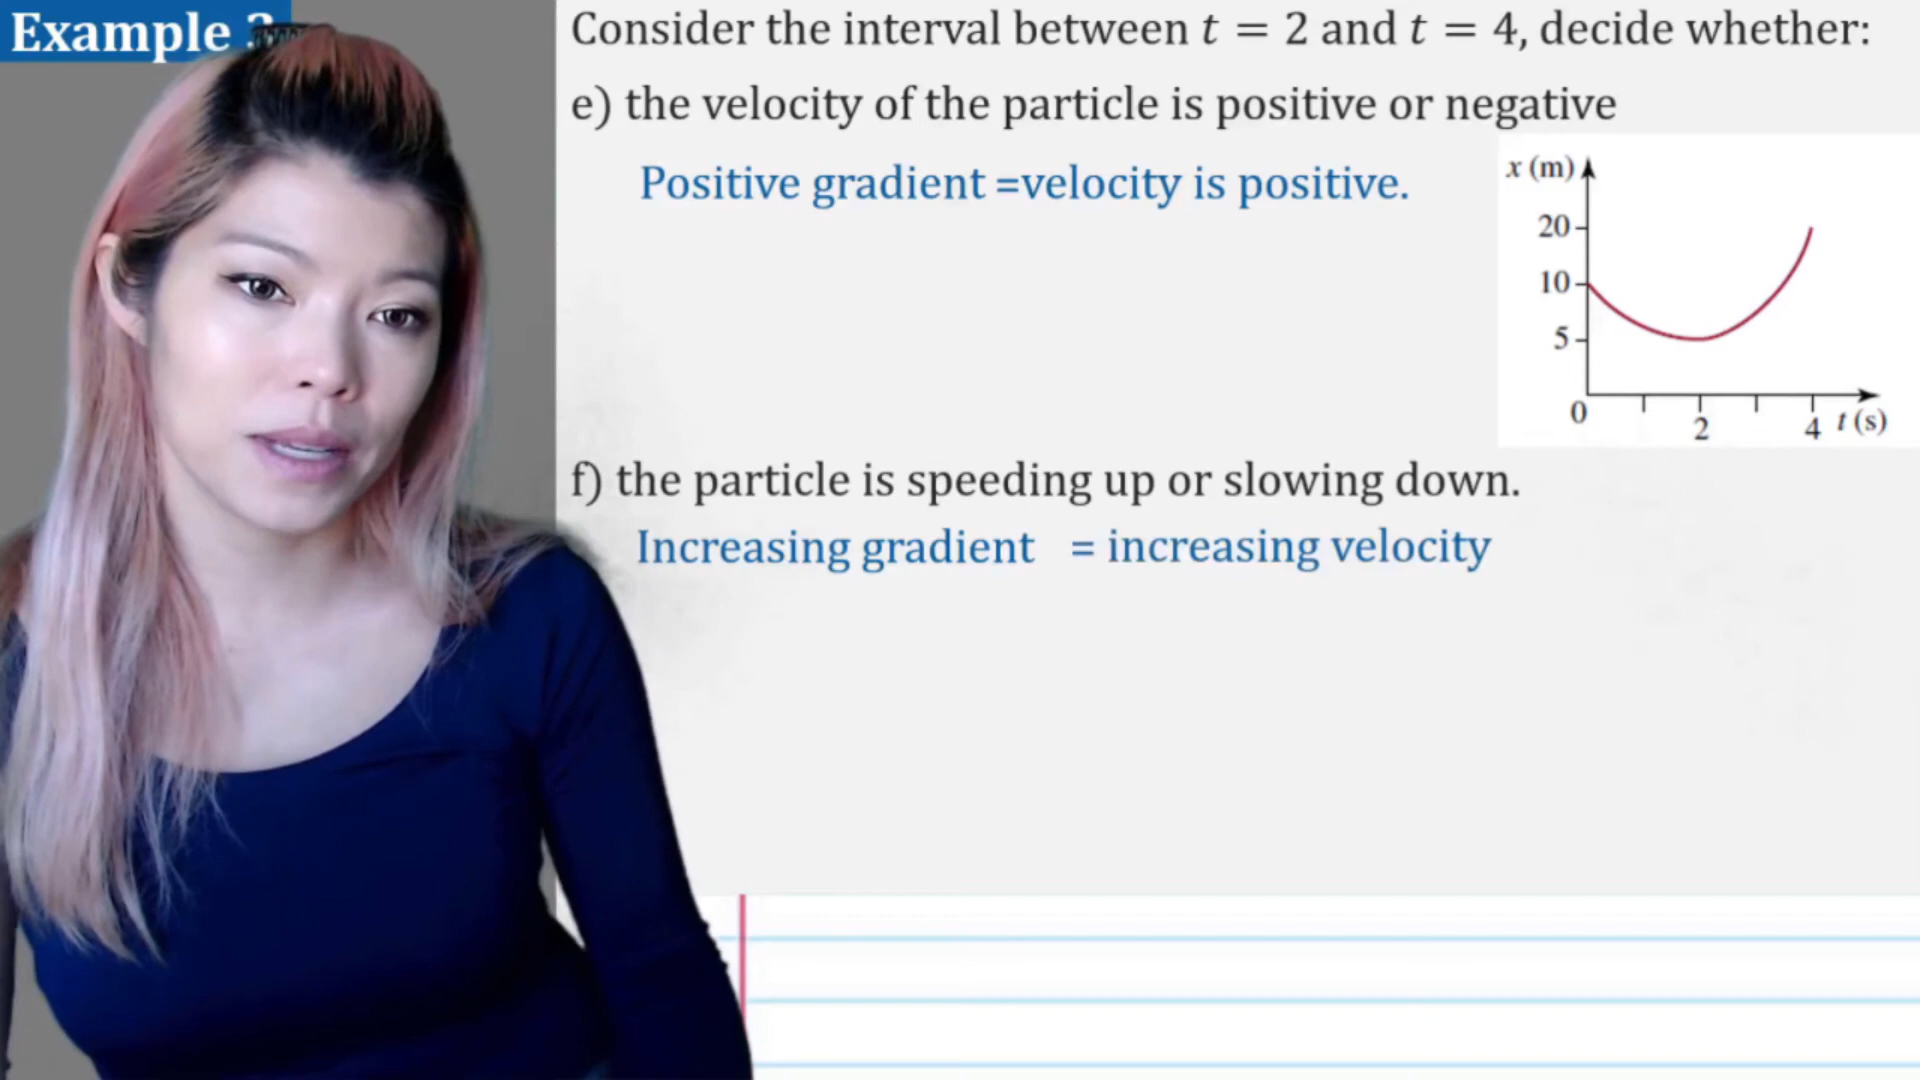 Example
Consider the interval between t = 2 and t = 4, decide whether:
e) the velocity of the particle is positive or negative
Positive gradient =velocity is positive.
x (m)
20
10
5
0
2
4
t (s)
f) the particle is speeding up or slowing down.
Increasing gradient = increasing velocity